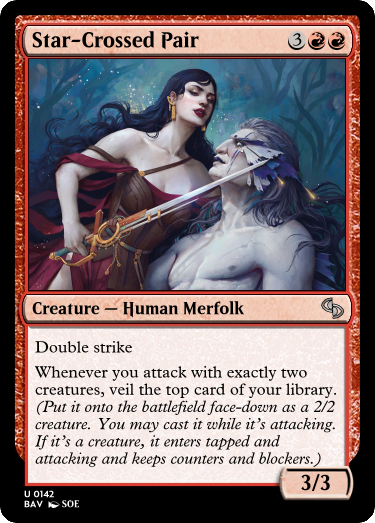 Star-Crossed Pair
3
Creature — Human Merfolk
Double strike
Whenever you attack with exactly two
creatures, veil the top card of your library.
(Put it onto the battlefield face-down as a 2/2
creature. You may cast it while it's attacking.
If it's a creature, it enters tapped and
attacking and keeps counters and blockers.)
3/3
U 0142
BAV SOE